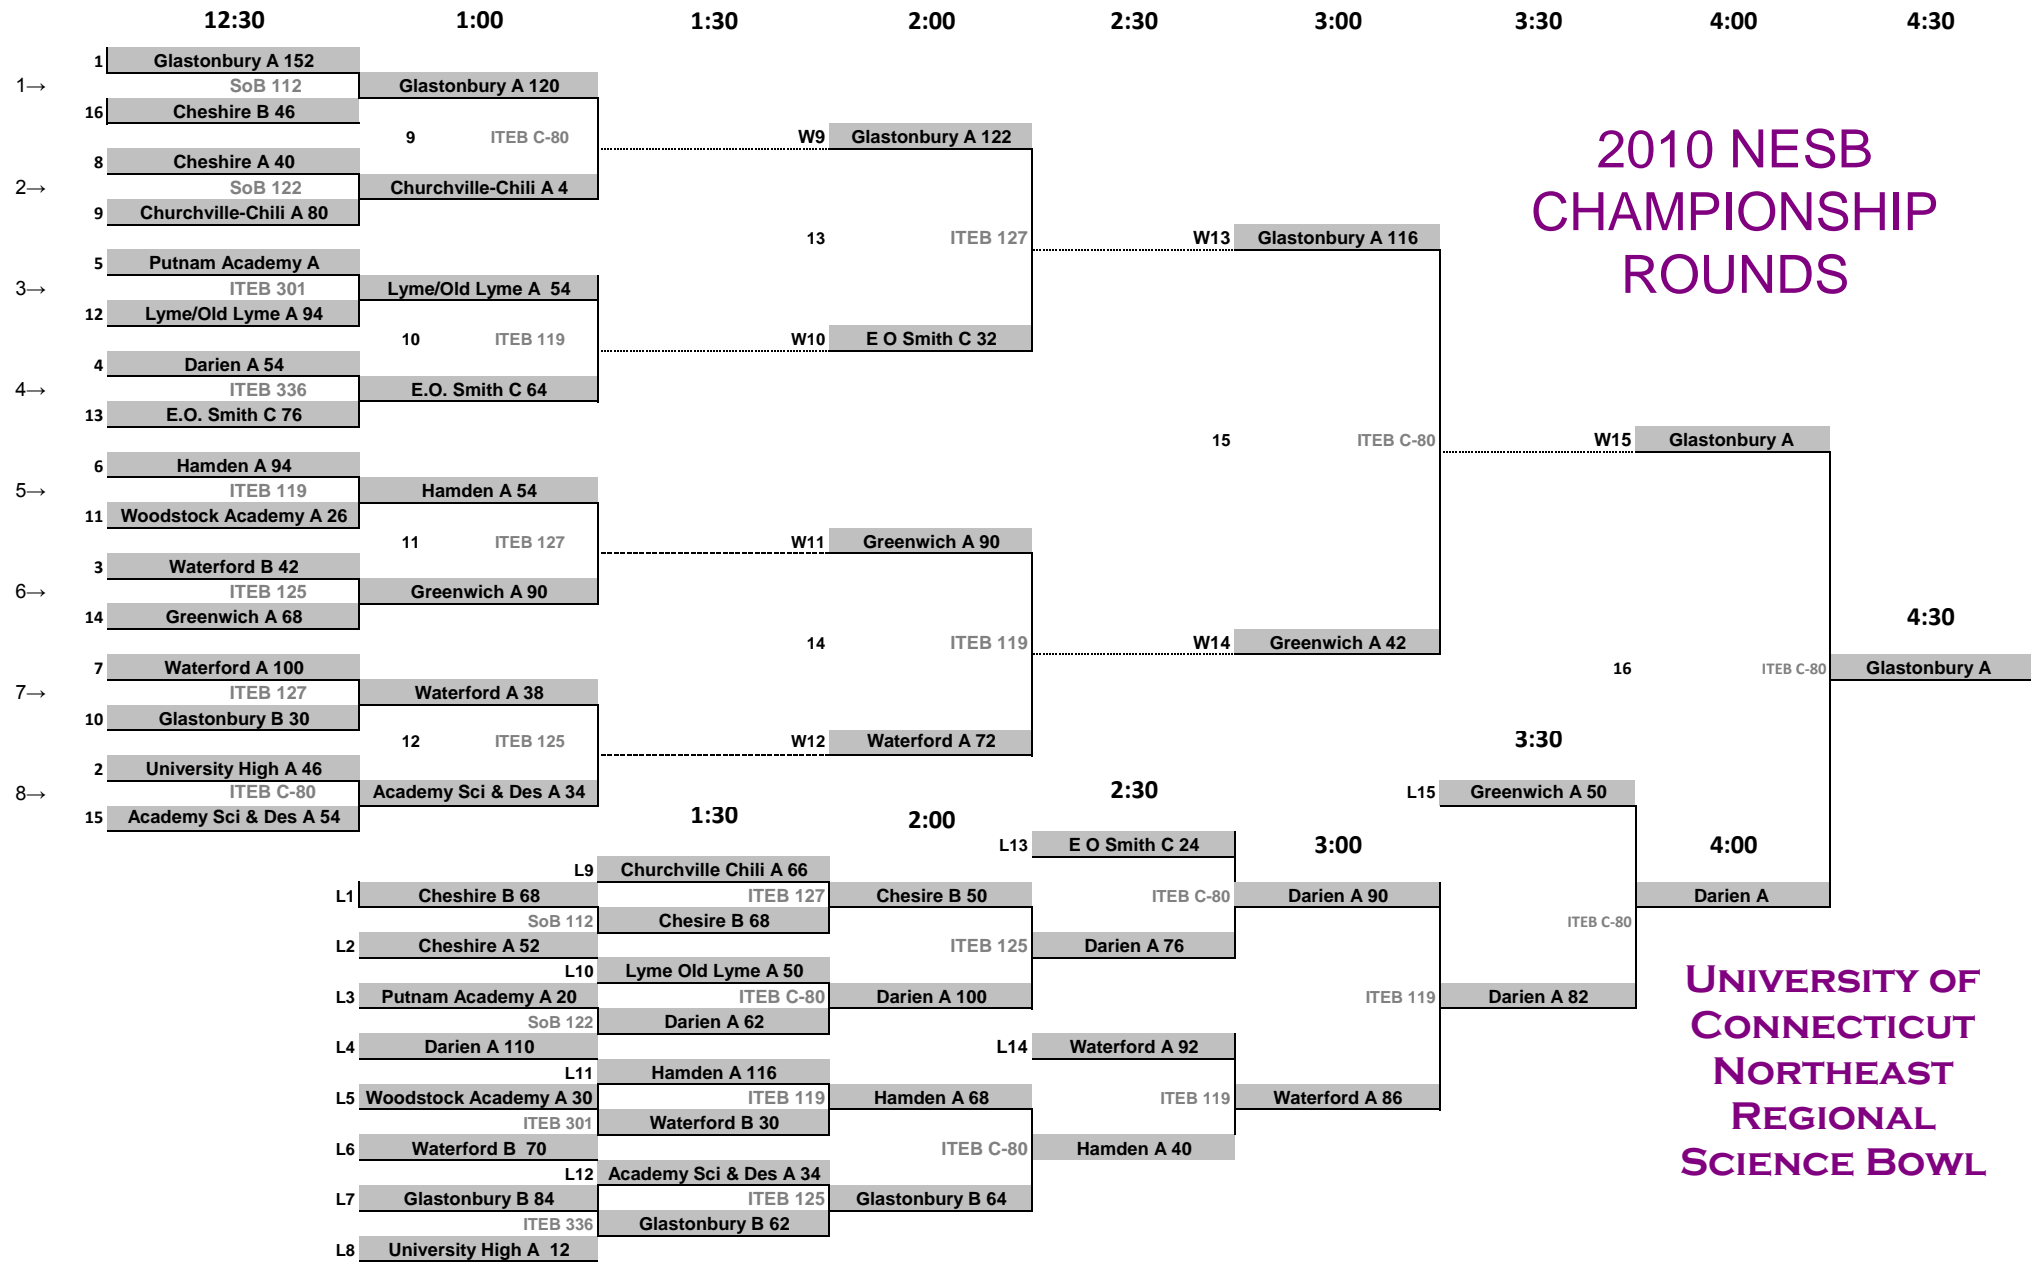 12:30 1:00 1:30 2:00 2:30 3:00 3:30 4:00 4:30
1 Glastonbury A 152
1→ SoB 112 Glastonbury A 120
16 Cheshire B 46
9 ITEB C-80 W9 Glastonbury A 122
2010 NESB
CHAMPIONSHIP
ROUNDS
8 Cheshire A 40
2→ SoB 122 Churchville-Chili A 4
9 Churchville-Chili A 80
13 ITEB 127 W13 Glastonbury A 116
5 Putnam Academy A
3→ ITEB 301 Lyme/Old Lyme A 54
12 Lyme/Old Lyme A 94
10 ITEB 119 W10 E O Smith C 32
4 Darien A 54
4→ ITEB 336 E.O. Smith C 64
13 E.O. Smith C 76
15 ITEB C-80 W15 Glastonbury A
6 Hamden A 94
5→ ITEB 119 Hamden A 54
11 Woodstock Academy A 26
11 ITEB 127 W11 Greenwich A 90
3 Waterford B 42
6→ ITEB 125 Greenwich A 90
14 Greenwich A 68
4:30
14 ITEB 119 W14 Greenwich A 42
7 Waterford A 100
16 ITEB C-80 Glastonbury A
7→ ITEB 127 Waterford A 38
10 Glastonbury B 30
12 ITEB 125 W12 Waterford A 72
3:30
2 University High A 46
8→ ITEB C-80 Academy Sci & Des A 34
2:30
L15 Greenwich A 50
15 Academy Sci & Des A 54
1:30 2:00
L13 E O Smith C 24
3:00 4:00
L9 Churchville Chili A 66
L1 Cheshire B 68 ITEB 127 Chesire B 50 ITEB C-80 Darien A 90 Darien A
SoB 112 Chesire B 68 ITEB C-80
L2 Cheshire A 52 ITEB 125 Darien A 76
L10 Lyme Old Lyme A 50
L3 Putnam Academy A 20 ITEB C-80 Darien A 100 ITEB 119 Darien A 82
SoB 122 Darien A 62
L4 Darien A 110 L14 Waterford A 92
L11 Hamden A 116
L5 Woodstock Academy A 30 ITEB 119 Hamden A 68 ITEB 119 Waterford A 86
ITEB 301 Waterford B 30
L6 Waterford B 70 ITEB C-80 Hamden A 40
L12 Academy Sci & Des A 34
L7 Glastonbury B 84 ITEB 125 Glastonbury B 64
ITEB 336 Glastonbury B 62
L8 University High A 12
UNIVERSITY OF
CONNECTICUT
NORTHEAST
REGIONAL
SCIENCE BOWL